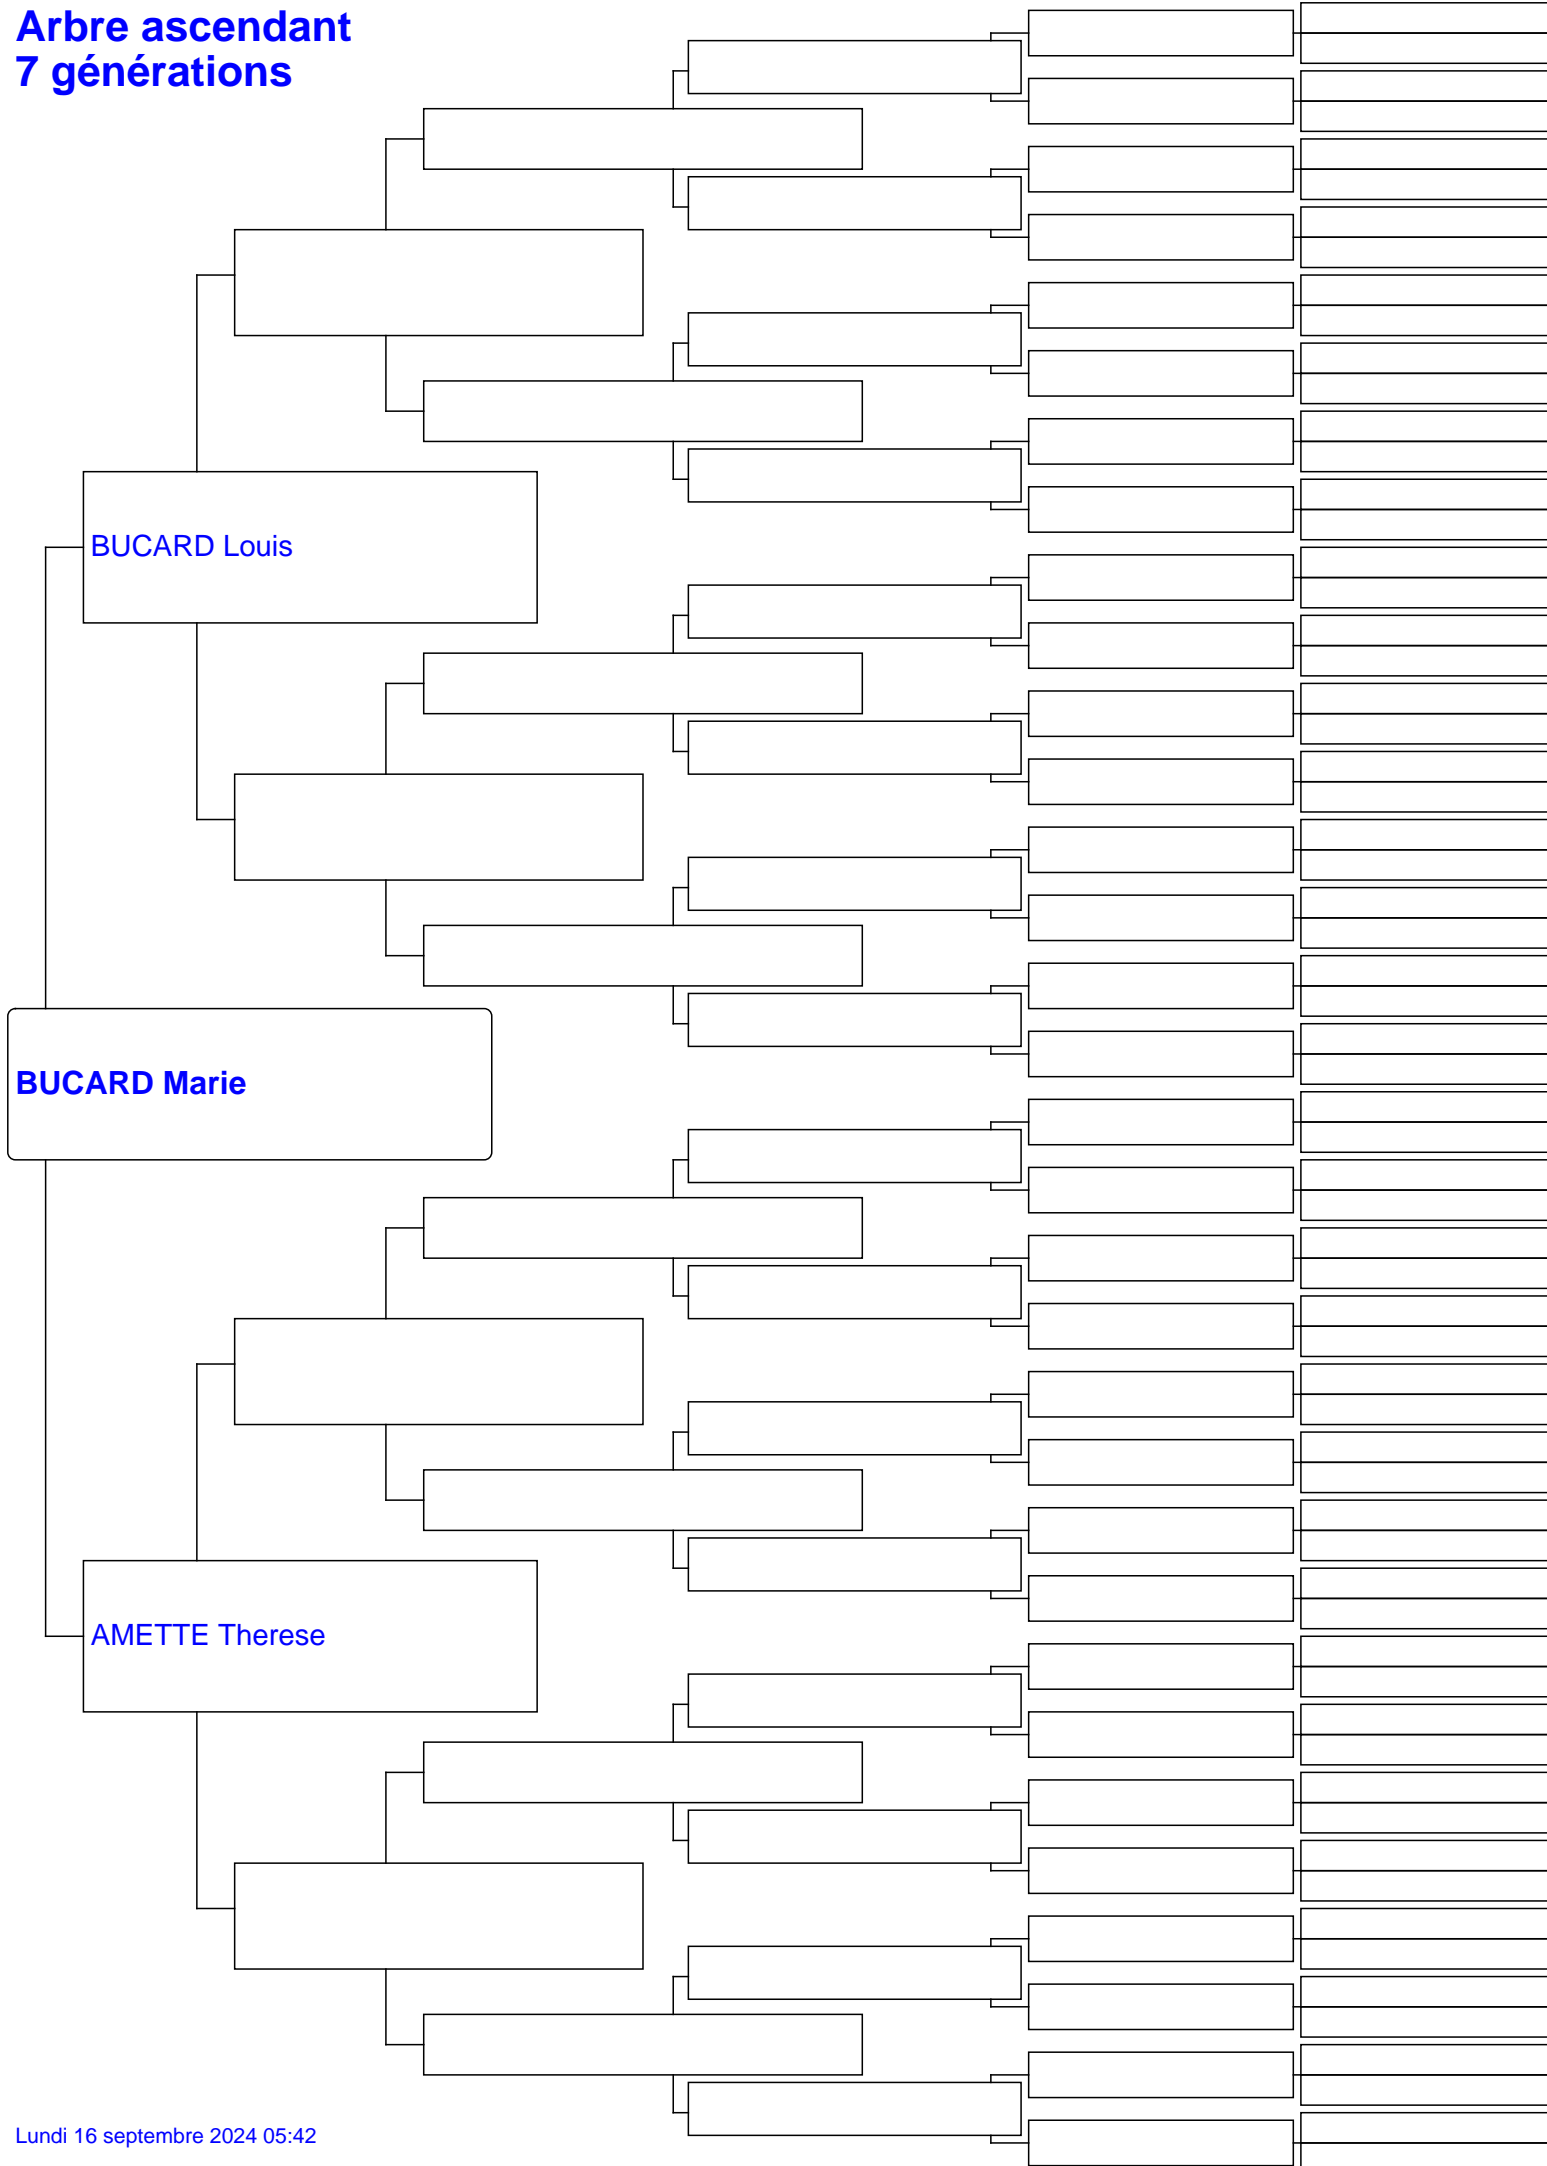 Arbre ascendant
7 générations
BUCARD Louis
BUCARD Marie
AMETTE Therese
Lundi 16 septembre 2024 05:42